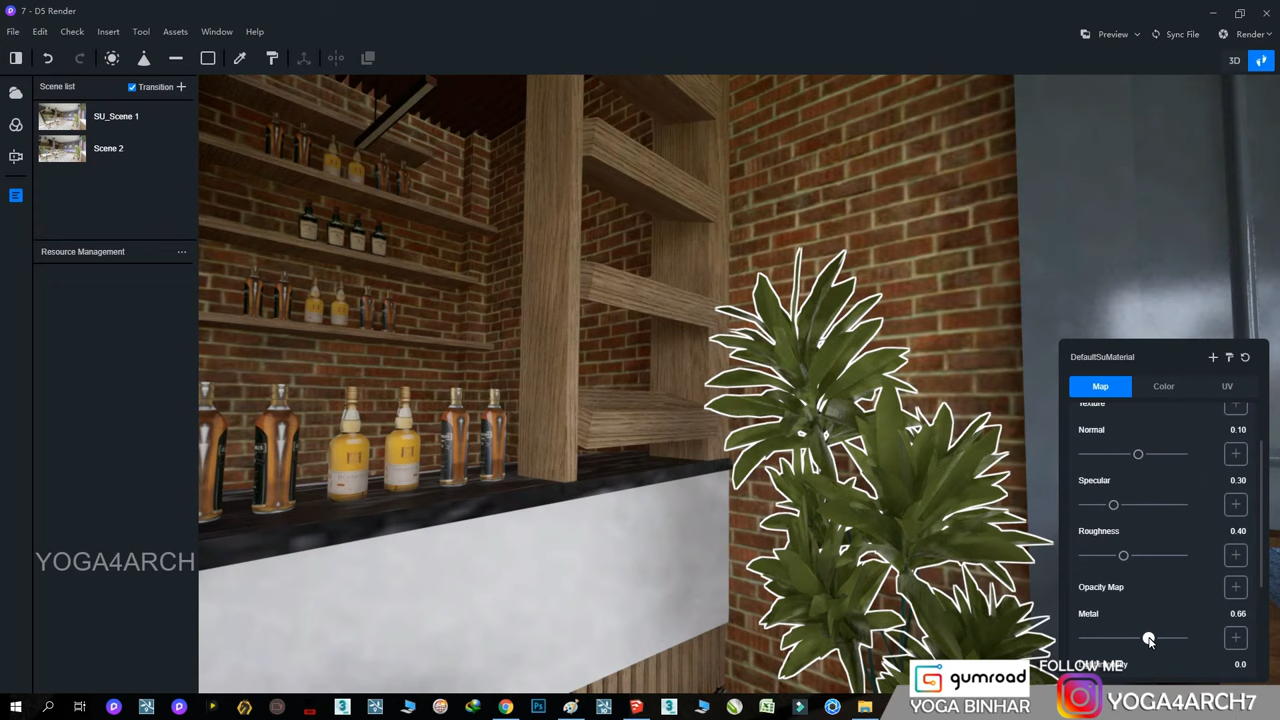 7 - D5 Render
File Edit Check Insert Tool Assets Window Help
Preview Sync File Render
3D
Scene list Transition
SU_Scene 1
Scene 2
Resource Management
YOGA4ARCH
DefaultSuMaterial
Map Color UV
Texture
Normal 0.10
Specular 0.30
Roughness 0.40
Opacity Map
Metal 0.66
0.0
FOLLOW ME
gumroad
YOGA BINHAR
YOGA4ARCH7